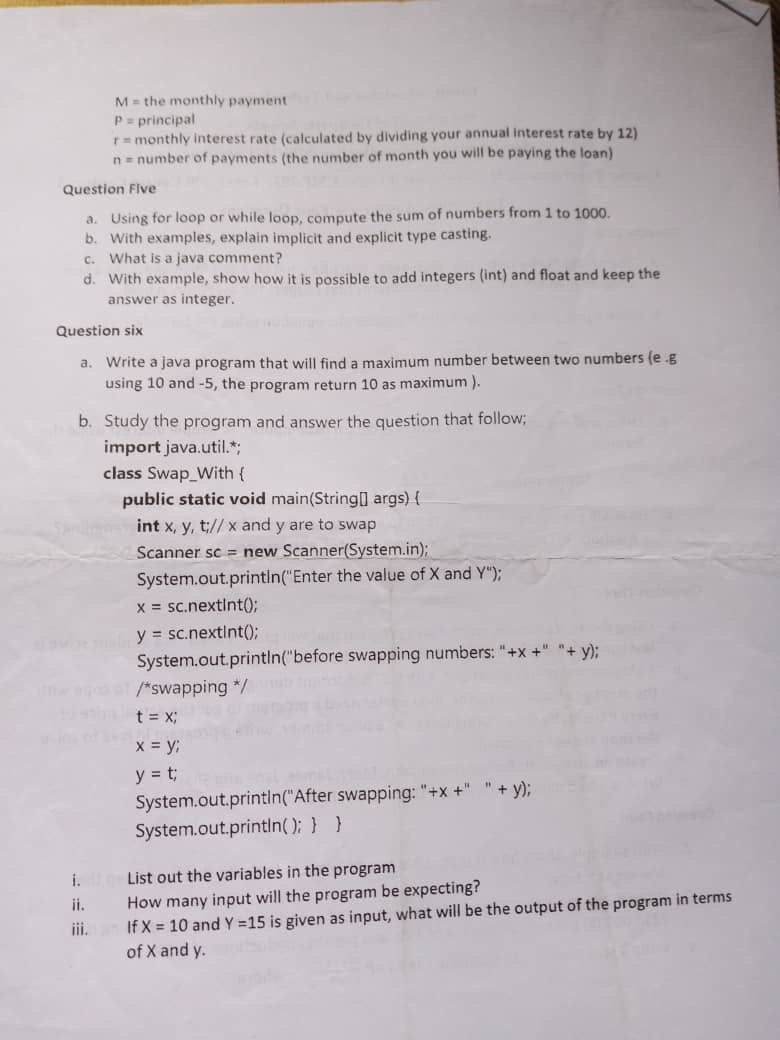 M = the monthly payment
P = principal
r = monthly interest rate (calculated by dividing your annual interest rate by 12)
n = number of payments (the number of month you will be paying the loan)
Question Five
a. Using for loop or while loop, compute the sum of numbers from 1 to 1000.
b. With examples, explain implicit and explicit type casting.
c. What is a java comment?
d. With example, show how it is possible to add integers (int) and float and keep the
answer as integer.
Question six
a. Write a java program that will find a maximum number between two numbers (e .g
using 10 and -5, the program return 10 as maximum ).
b. Study the program and answer the question that follow;
import java.util.*;
class Swap_With {
public static void main(String[] args) {
int x, y, t;// x and y are to swap
Scanner sc = new Scanner(System.in);
System.out.println("Enter the value of X and Y");
x = sc.nextInt();
y = sc.nextInt();
System.out.println("before swapping numbers: "+x +" "+ y);
/*swapping */
t = x;
x = y;
y = t;
System.out.println("After swapping: "+x +" " + y);
System.out.println( ); } }
i. List out the variables in the program
ii. How many input will the program be expecting?
iii. If X = 10 and Y =15 is given as input, what will be the output of the program in terms
of X and y.